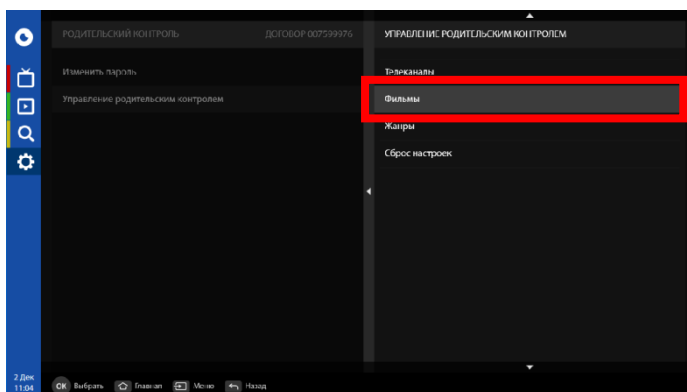 РОДИТЕЛЬСКИЙ КОНТРОЛЬ ДОГОВОР 007599976
Изменить пароль
Управление родительским контролем
УПРАВЛЕНИЕ РОДИТЕЛЬСКИМ КОНТРОЛЕМ
Телеканалы
Фильмы
Жанры
Сброс настроек
2 Дек
11:04
OK Выбрать Главная Меню Назад